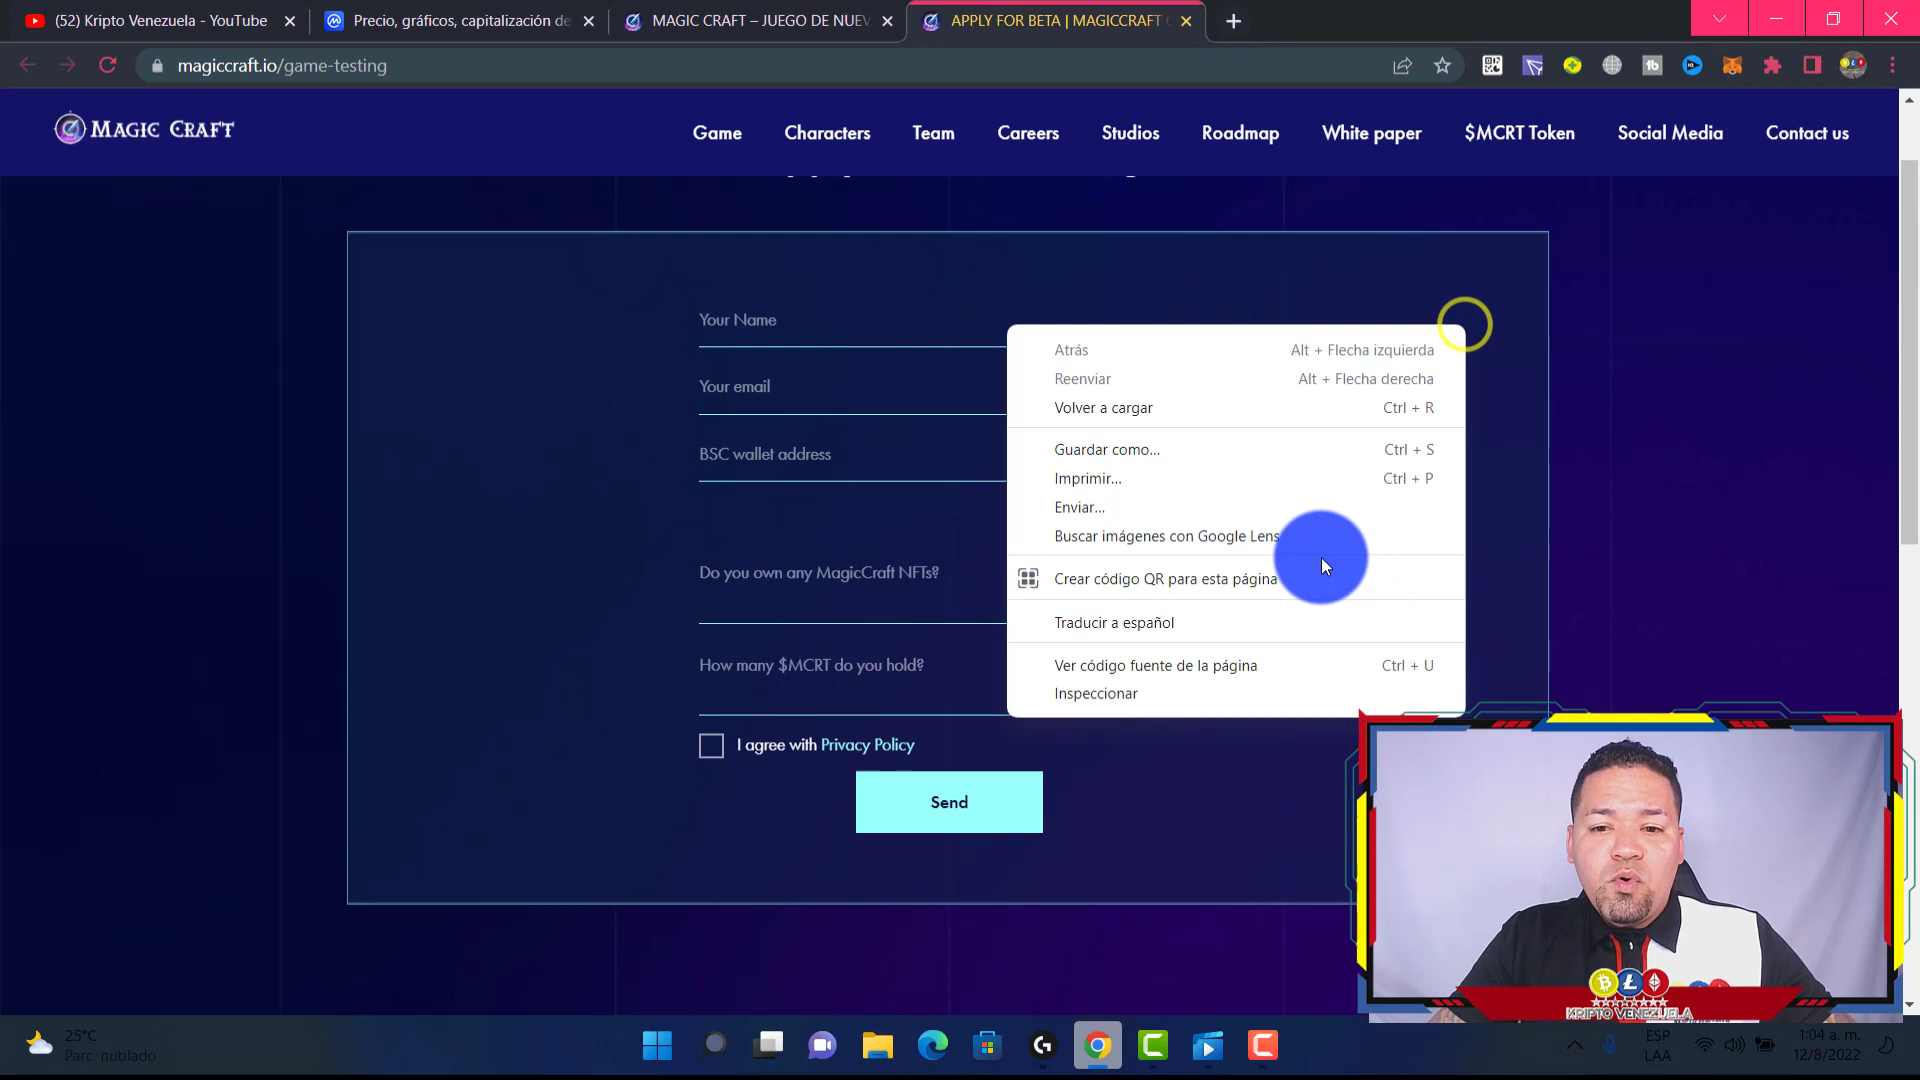 (52) Kripto Venezuela - YouTube
Precio, gráficos, capitalización de
MAGIC CRAFT – JUEGO DE NUEV
APPLY FOR BETA | MAGICCRAFT
magiccraft.io/game-testing
MAGIC CRAFT
Game
Characters
Team
Careers
Studios
Roadmap
White paper
$MCRT Token
Social Media
Contact us
Your Name
Your email
BSC wallet address
Do you own any MagicCraft NFTs?
How many $MCRT do you hold?
I agree with Privacy Policy
Send
Atrás Alt + Flecha izquierda
Reenviar Alt + Flecha derecha
Volver a cargar Ctrl + R
Guardar como... Ctrl + S
Imprimir... Ctrl + P
Enviar...
Buscar imágenes con Google Lens
Crear código QR para esta página
Traducir a español
Ver código fuente de la página Ctrl + U
Inspeccionar
KRIPTO VENEZUELA
25°C
Parc. nublado
ESP
LAA
1:04 a. m.
12/8/2022